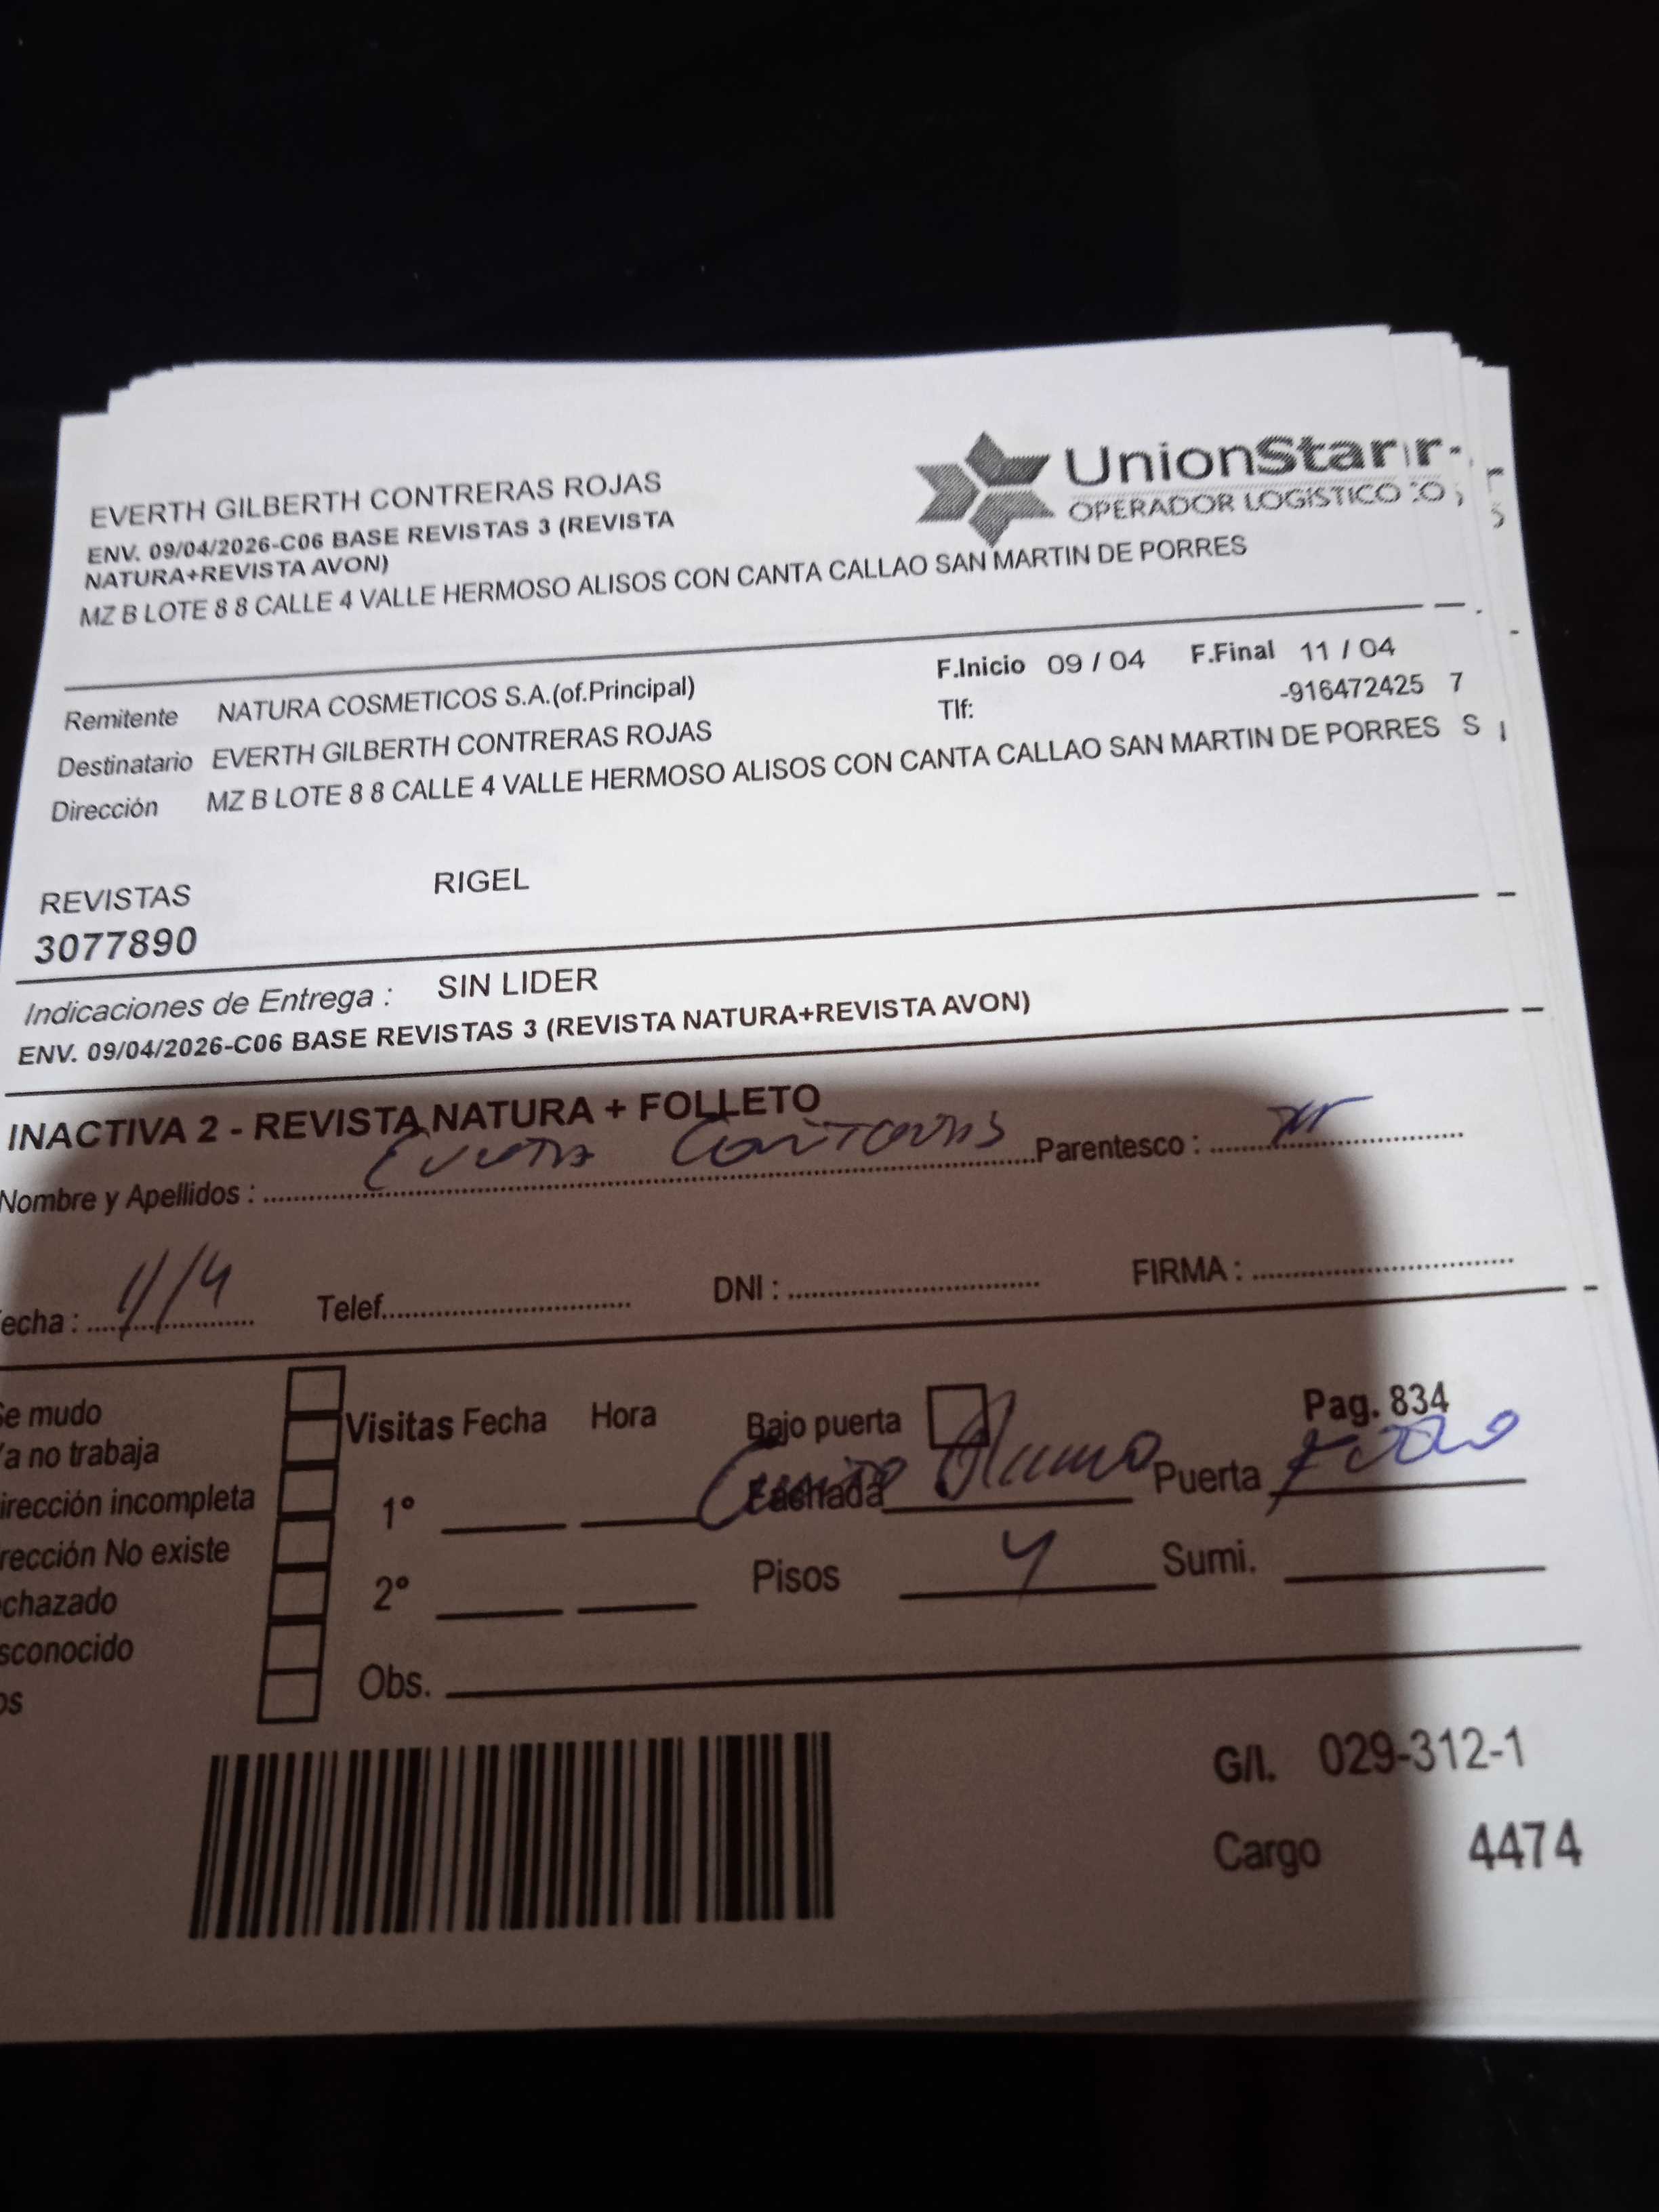 EVERTH GILBERTH CONTRERAS ROJAS
UnionStar
OPERADOR LOGÍSTICO
ENV. 09/04/2026-C06 BASE REVISTAS 3 (REVISTA
NATURA+REVISTA AVON)
MZ B LOTE 8 8 CALLE 4 VALLE HERMOSO ALISOS CON CANTA CALLAO SAN MARTIN DE PORRES
F.Inicio 09 / 04 F.Final 11 / 04
Remitente NATURA COSMETICOS S.A.(of.Principal)
Tlf: -916472425 7
Destinatario EVERTH GILBERTH CONTRERAS ROJAS
Dirección MZ B LOTE 8 8 CALLE 4 VALLE HERMOSO ALISOS CON CANTA CALLAO SAN MARTIN DE PORRES S
REVISTAS RIGEL
3077890
Indicaciones de Entrega : SIN LIDER
ENV. 09/04/2026-C06 BASE REVISTAS 3 (REVISTA NATURA+REVISTA AVON)
INACTIVA 2 - REVISTA NATURA + FOLLETO
Nombre y Apellidos : Parentesco :
echa : 11/4 Telef. DNI : FIRMA :
Se mudo
Ya no trabaja
irección incompleta
rección No existe
chazado
sconocido
os
Visitas Fecha Hora
1°
2°
Bajo puerta Pag. 834
Fachada Puerta
Pisos 4 Sumi.
Obs.
G/I. 029-312-1
Cargo 4474